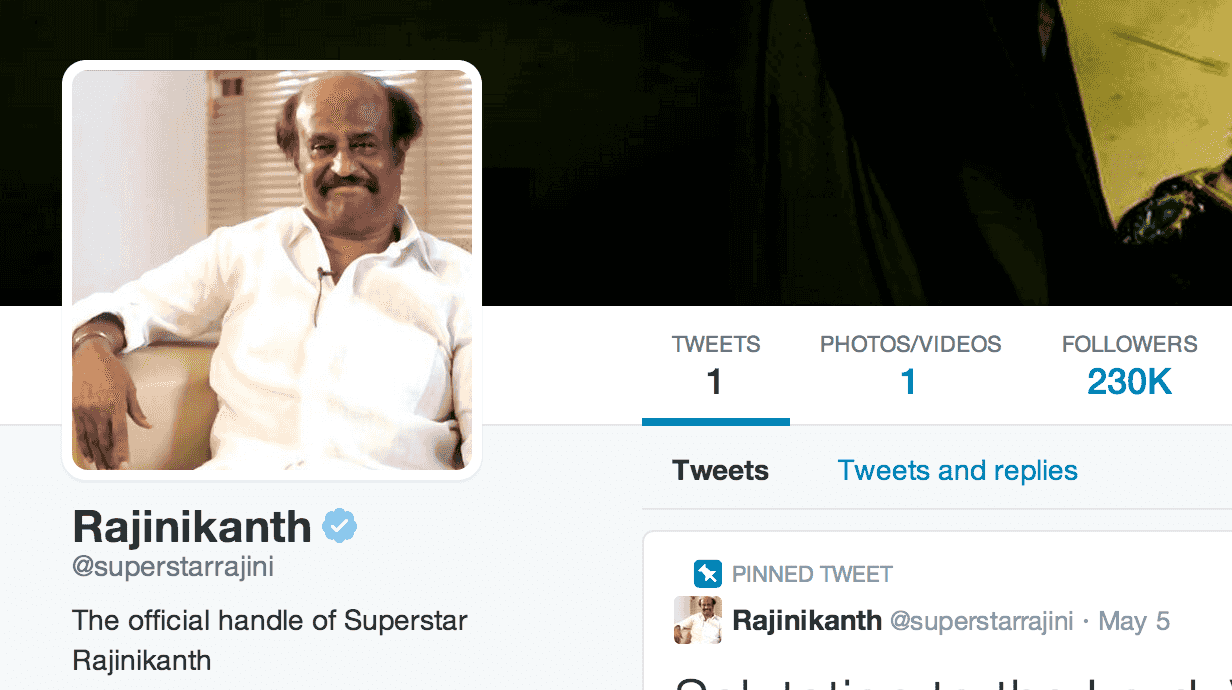 TWEETS
1
PHOTOS/VIDEOS
1
FOLLOWERS
230K
Tweets
Tweets and replies
Rajinikanth
@superstarrajini
The official handle of Superstar
Rajinikanth
PINNED TWEET
Rajinikanth @superstarrajini · May 5